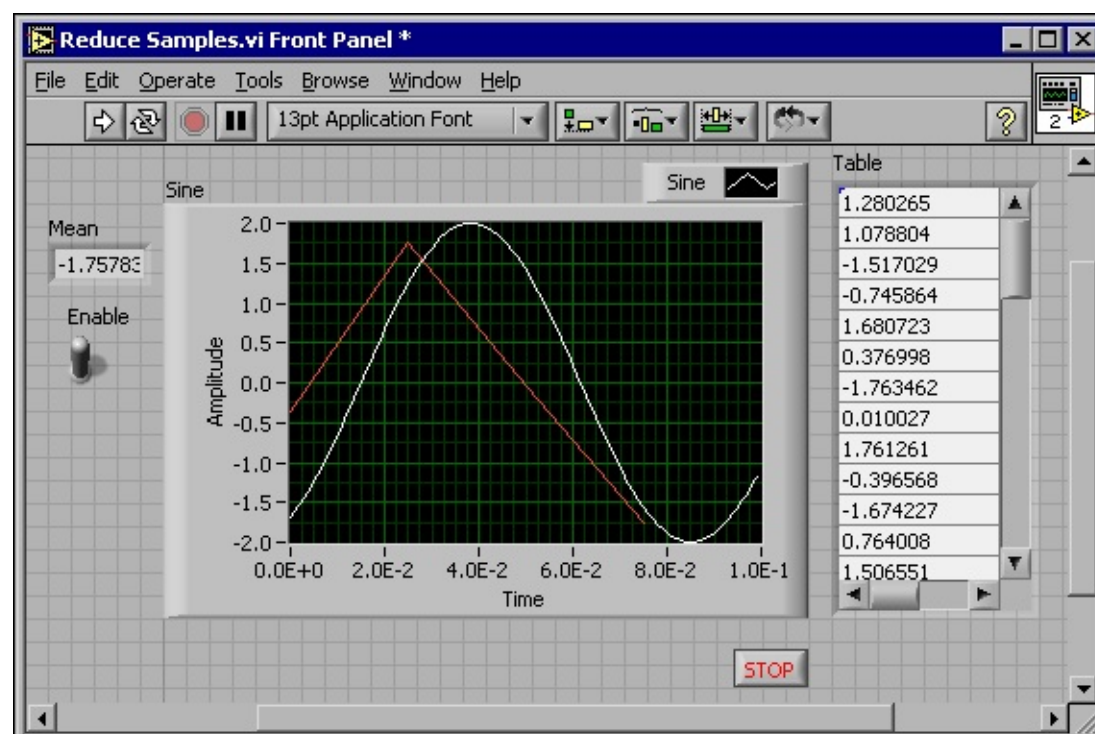 Reduce Samples.vi Front Panel *
File Edit Operate Tools Browse Window Help
13pt Application Font
? 2
Sine
Sine
Table
Mean
-1.75783
Enable
Amplitude
2.0
1.5
1.0
0.5
0.0
-0.5
-1.0
-1.5
-2.0
0.0E+0 2.0E-2 4.0E-2 6.0E-2 8.0E-2 1.0E-1
Time
1.280265
1.078804
-1.517029
-0.745864
1.680723
0.376998
-1.763462
0.010027
1.761261
-0.396568
-1.674227
0.764008
1.506551
STOP